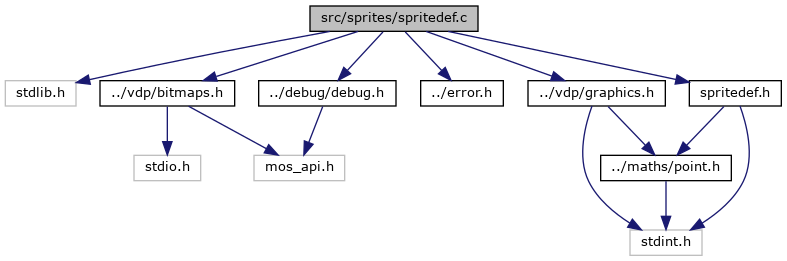 src/sprites/spritedef.c
stdlib.h
../vdp/bitmaps.h
../debug/debug.h
../error.h
../vdp/graphics.h
spritedef.h
stdio.h
mos_api.h
../maths/point.h
stdint.h